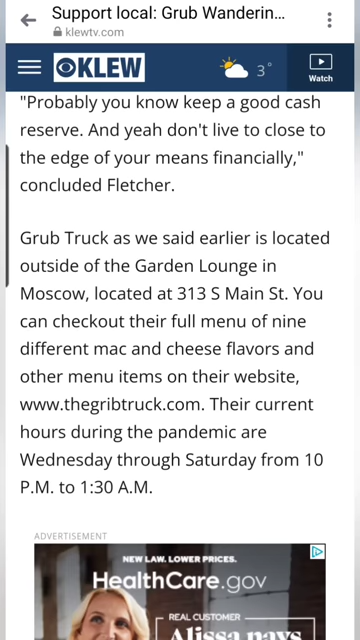 Support local: Grub Wanderin...
klewtv.com
KLEW
3°
Watch
"Probably you know keep a good cash
reserve. And yeah don't live to close to
the edge of your means financially,"
concluded Fletcher.
Grub Truck as we said earlier is located
outside of the Garden Lounge in
Moscow, located at 313 S Main St. You
can checkout their full menu of nine
different mac and cheese flavors and
other menu items on their website,
www.thegribtruck.com. Their current
hours during the pandemic are
Wednesday through Saturday from 10
P.M. to 1:30 A.M.
ADVERTISEMENT
NEW LAW. LOWER PRICES.
HealthCare.gov
REAL CUSTOMER
Alissa pays